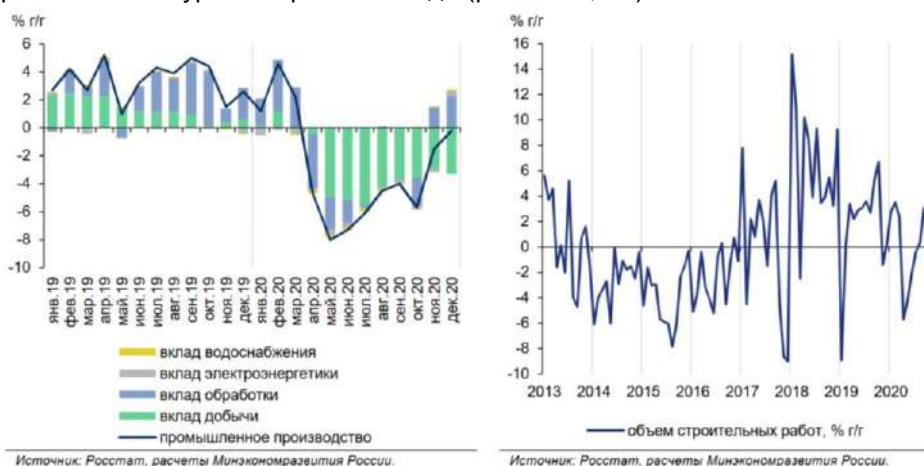 % г/г
6
4
2
0
-2
-4
-6
-8
-10
янв.19
фев.19
мар.19
апр.19
май.19
июн.19
июл.19
авг.19
сен.19
окт.19
ноя.19
дек.19
янв.20
фев.20
мар.20
апр.20
май.20
июн.20
июл.20
авг.20
сен.20
окт.20
ноя.20
дек.20
вклад водоснабжения
вклад электроэнергетики
вклад обработки
вклад добычи
промышленное производство
Источник: Росстат, расчеты Минэкономразвития России.
% г/г
16
14
12
10
8
6
4
2
0
-2
-4
-6
-8
-10
2013 2014 2015 2016 2017 2018 2019 2020
объем строительных работ, % г/г
Источник: Росстат, расчеты Минэкономразвития России.